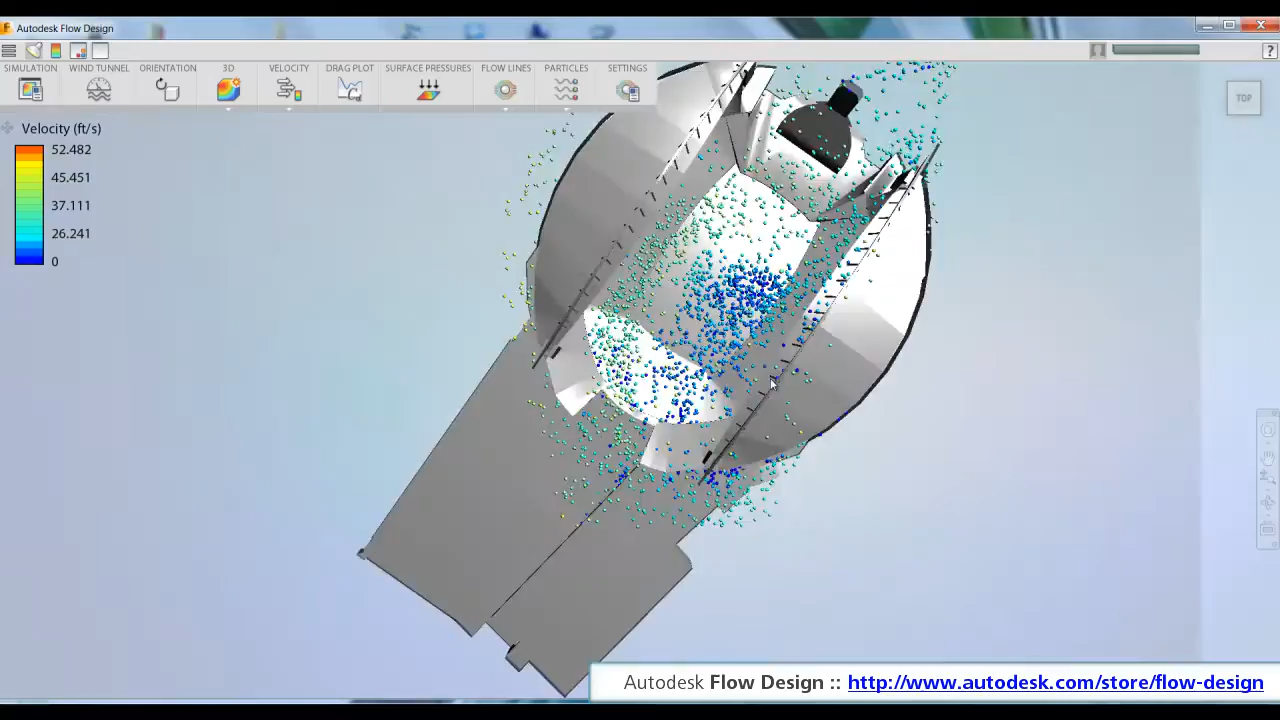 Autodesk Flow Design
SIMULATION WIND TUNNEL ORIENTATION 3D VELOCITY DRAG PLOT SURFACE PRESSURES FLOW LINES PARTICLES SETTINGS
TOP
Velocity (ft/s)
52.482
45.451
37.111
26.241
0
Autodesk Flow Design :: http://www.autodesk.com/store/flow-design